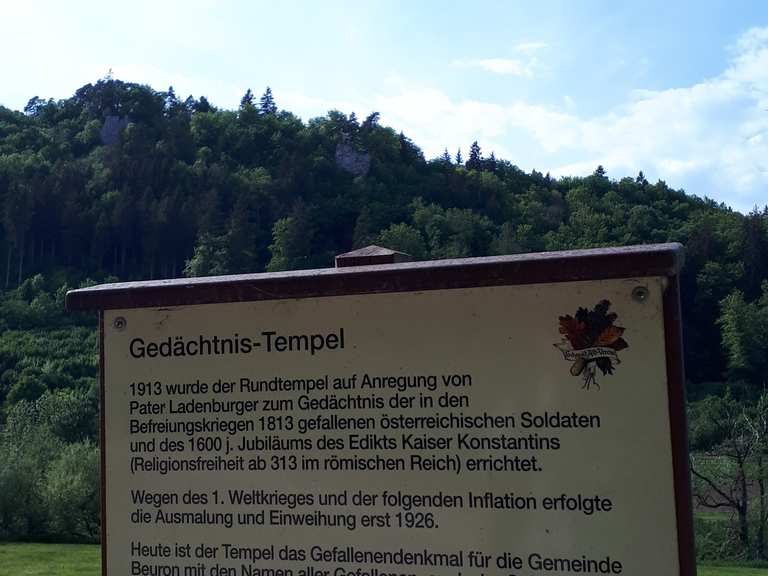 Gedächtnis-Tempel
1913 wurde der Rundtempel auf Anregung von
Pater Ladenburger zum Gedächtnis der in den
Befreiungskriegen 1813 gefallenen österreichischen Soldaten
und des 1600 j. Jubiläums des Edikts Kaiser Konstantins
(Religionsfreiheit ab 313 im römischen Reich) errichtet.
Wegen des 1. Weltkrieges und der folgenden Inflation erfolgte
die Ausmalung und Einweihung erst 1926.
Heute ist der Tempel das Gefallenendenkmal für die Gemeinde
Beuron mit den Namen aller Gefallenen